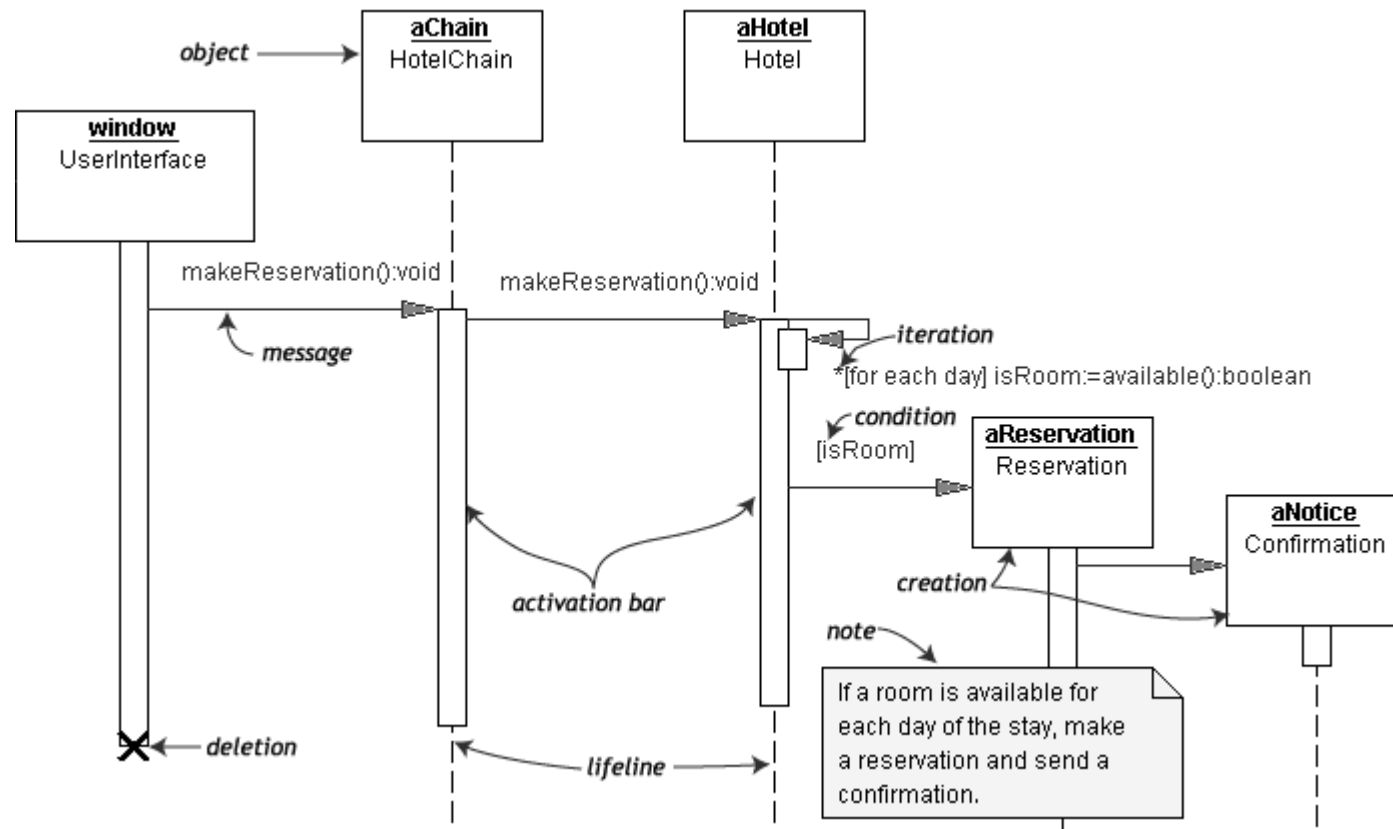 aChain
HotelChain
aHotel
Hotel
object
window
UserInterface
makeReservation():void
makeReservation():void
message
iteration
*[for each day] isRoom:=available():boolean
condition
[isRoom]
aReservation
Reservation
aNotice
Confirmation
activation bar
creation
note
If a room is available for
each day of the stay, make
a reservation and send a
confirmation.
deletion
lifeline